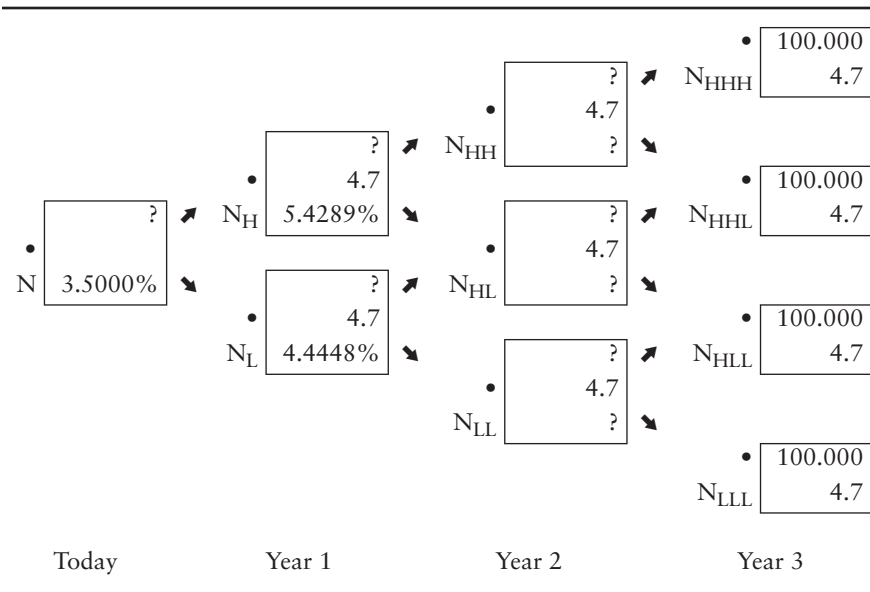 100.000
N_HHH 4.7
?
4.7
N_HH ?
?
4.7
N_H 5.4289%
100.000
N_HHL 4.7
?
N 3.5000%
?
4.7
N_HL ?
?
4.7
N_L 4.4448%
100.000
N_HLL 4.7
?
4.7
N_LL ?
100.000
N_LLL 4.7
Today Year 1 Year 2 Year 3